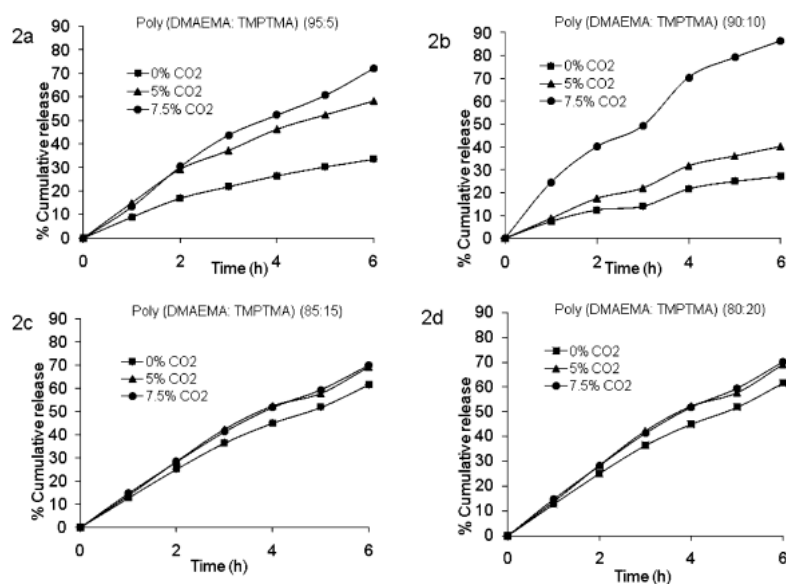 2a
Poly (DMAEMA: TMPTMA) (95:5)
% Cumulative release
90
80
70
60
50
40
30
20
10
0
0% CO2
5% CO2
7.5% CO2
0
2
4
6
Time (h)
2b
Poly (DMAEMA: TMPTMA) (90:10)
% Cumulative release
90
80
70
60
50
40
30
20
10
0
0% CO2
5% CO2
7.5% CO2
0
2
4
6
Time (h)
2c
Poly (DMAEMA: TMPTMA) (85:15)
% Cumulative release
90
80
70
60
50
40
30
20
10
0
0% CO2
5% CO2
7.5% CO2
0
2
4
6
Time (h)
2d
Poly (DMAEMA: TMPTMA) (80:20)
% Cumulative release
90
80
70
60
50
40
30
20
10
0
0% CO2
5% CO2
7.5% CO2
0
2
4
6
Time (h)